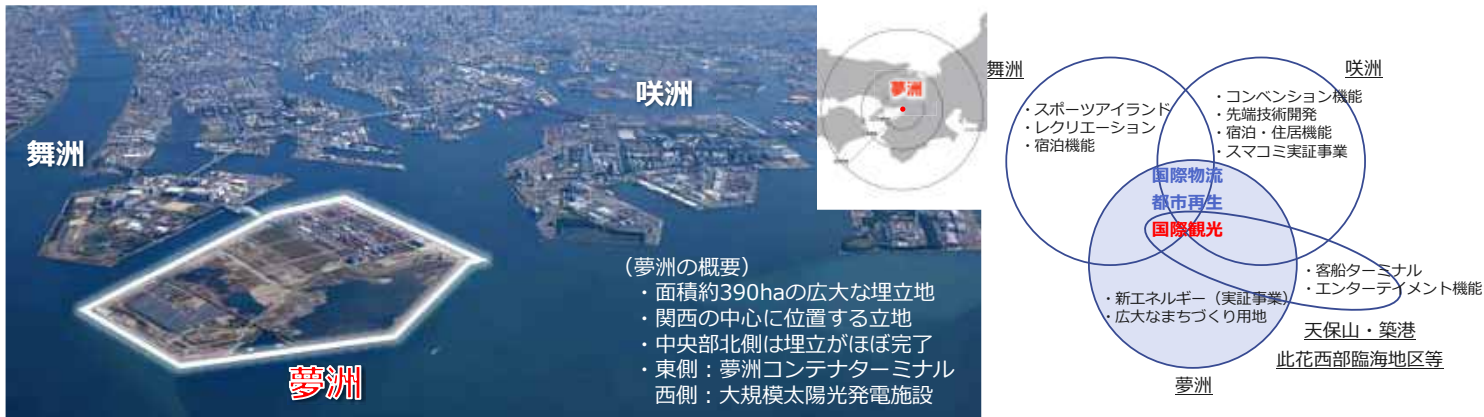 舞洲
咲洲
夢洲
（夢洲の概要）
・面積約390haの広大な埋立地
・関西の中心に位置する立地
・中央部北側は埋立がほぼ完了
・東側：夢洲コンテナターミナル
西側：大規模太陽光発電施設
夢洲
舞洲
・スポーツアイランド
・レクリエーション
・宿泊機能
咲洲
・コンベンション機能
・先端技術開発
・宿泊・住居機能
・スマコミ実証事業
国際物流
都市再生
国際観光
・客船ターミナル
・エンターテイメント機能
・新エネルギー（実証事業）
・広大なまちづくり用地
天保山・築港
此花西部臨海地区等
夢洲